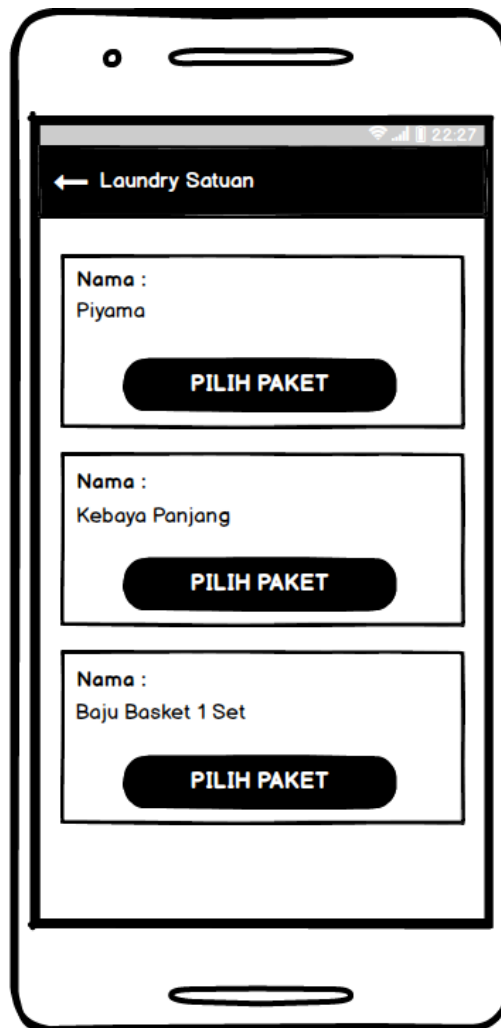 22:27
Laundry Satuan
Nama :
Piyama
PILIH PAKET
Nama :
Kebaya Panjang
PILIH PAKET
Nama :
Baju Basket 1 Set
PILIH PAKET